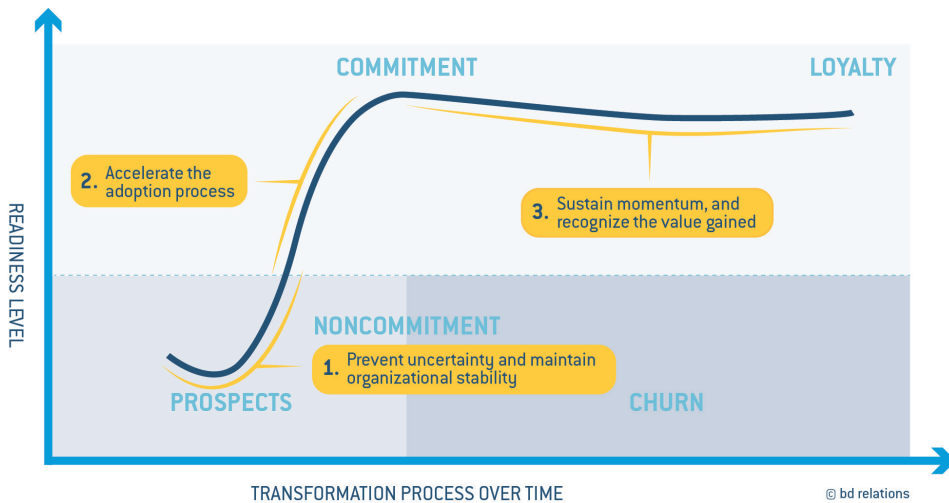 COMMITMENT
LOYALTY
2. Accelerate the
adoption process
3. Sustain momentum, and
recognize the value gained
READINESS LEVEL
NONCOMMITMENT
1. Prevent uncertainty and maintain
organizational stability
PROSPECTS
CHURN
TRANSFORMATION PROCESS OVER TIME
© bd relations